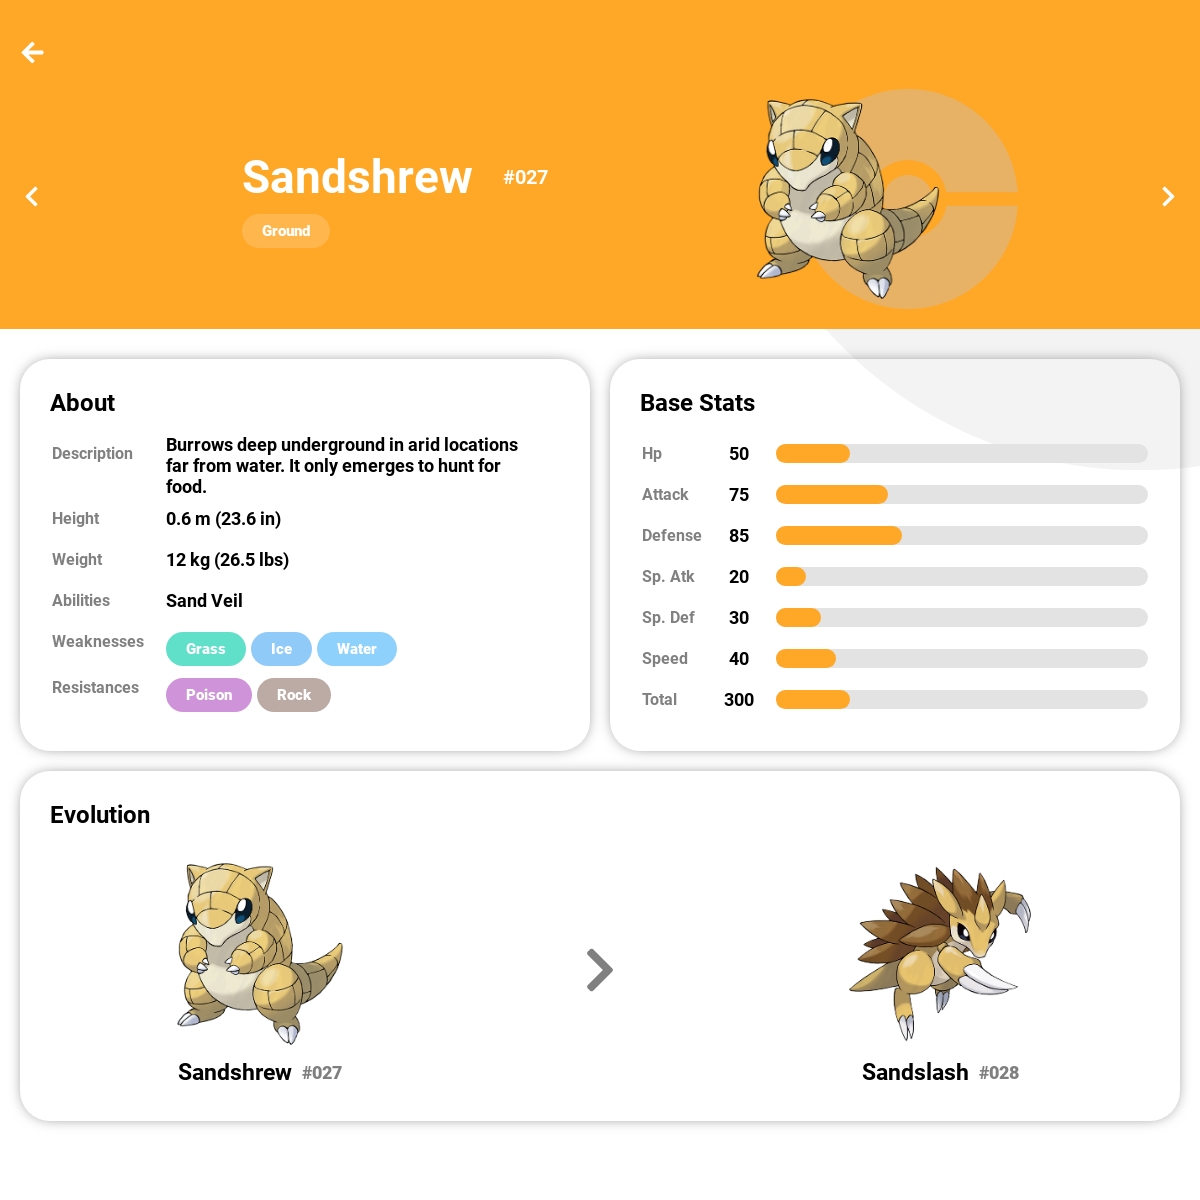 Sandshrew #027
Ground
About
Description Burrows deep underground in arid locations
far from water. It only emerges to hunt for
food.
Height 0.6 m (23.6 in)
Weight 12 kg (26.5 lbs)
Abilities Sand Veil
Weaknesses Grass Ice Water
Resistances Poison Rock
Base Stats
Hp 50
Attack 75
Defense 85
Sp. Atk 20
Sp. Def 30
Speed 40
Total 300
Evolution
Sandshrew #027
Sandslash #028